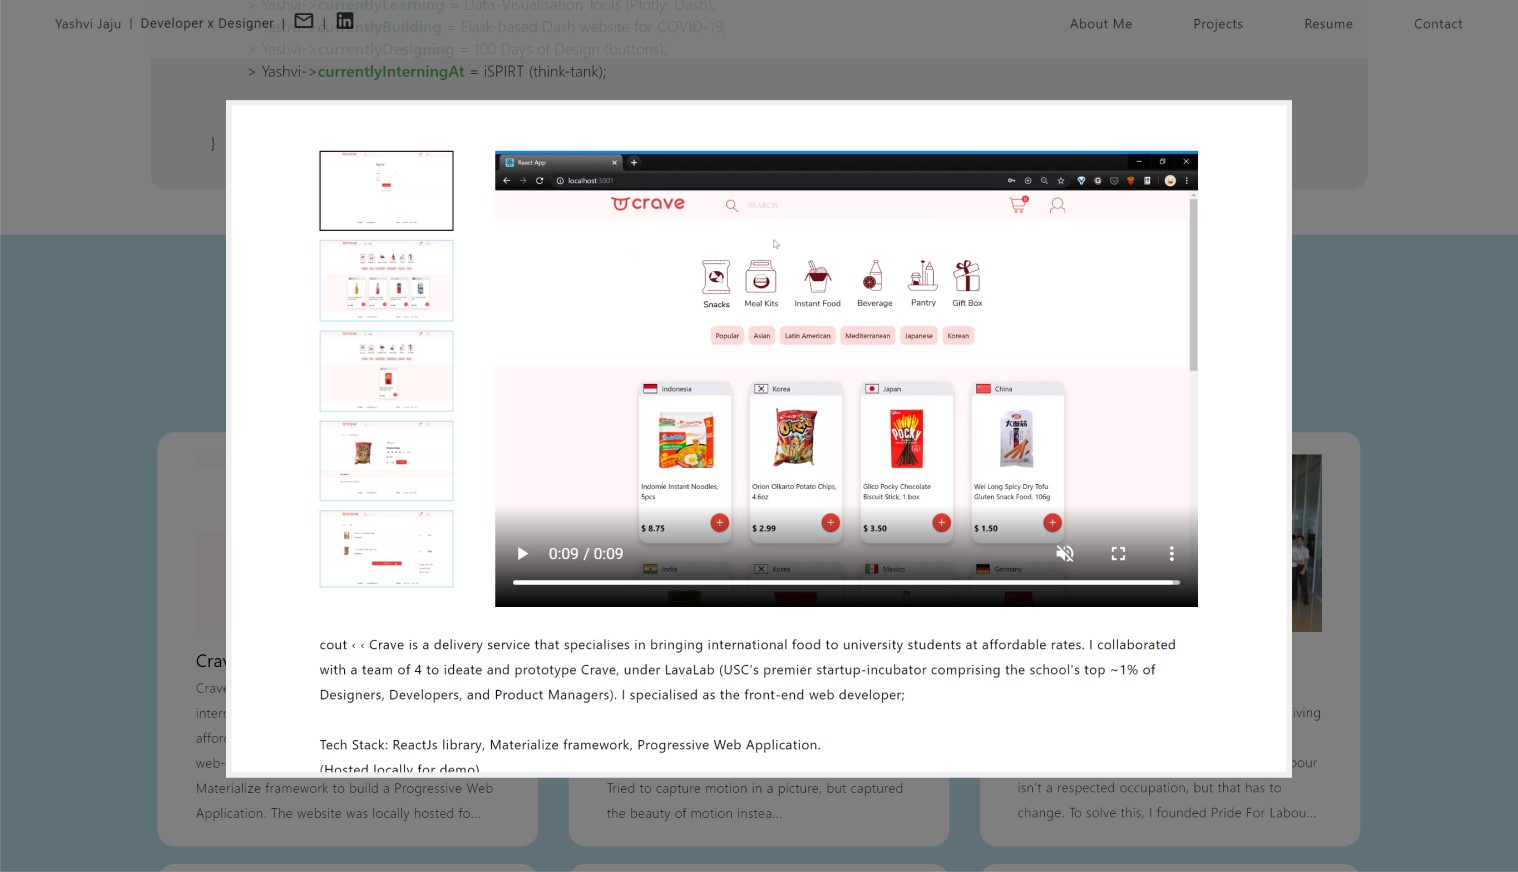 > Yashvi->currentlyLearning = Data-Visualisation Tools (Plotly: Dash);
Yashvi Jaju | Developer x Designer | |
About Me Projects Resume Contact
> Yashvi->currentlyBuilding = Flask-based Dash website for COVID-19;
> Yashvi->currentlyDesigning = 100 Days of Design (buttons);
> Yashvi->currentlyInterningAt = iSPIRT (think-tank);
}
React App
localhost:3001
crave
SEARCH
0
Snacks Meal Kits Instant Food Beverage Pantry Gift Box
Popular Asian Latin American Mediterranean Japanese Korean
Indonesia Korea Japan China
POCKY
Indomie Instant Noodles, 5pcs
Orion OIkarto Potato Chips, 4.6oz
Glico Pocky Chocolate Biscuit Stick, 1 box
Wei Long Spicy Dry Tofu Gluten Snack Food, 106g
$ 8.75 $ 2.99 $ 3.50 $ 1.50
0:09 / 0:09
India Korea Mexico Germany
cout ‹ ‹ Crave is a delivery service that specialises in bringing international food to university students at affordable rates. I collaborated
with a team of 4 to ideate and prototype Crave, under LavaLab (USC's premier startup-incubator comprising the school's top ~1% of
Designers, Developers, and Product Managers). I specialised as the front-end web developer;
Tech Stack: ReactJs library, Materialize framework, Progressive Web Application.
(Hosted locally for demo)
Crav
Crave
intern
affor
web-
Materialize framework to build a Progressive Web
Application. The website was locally hosted fo...
Tried to capture motion in a picture, but captured
the beauty of motion instea...
iving
bour
isn't a respected occupation, but that has to
change. To solve this, I founded Pride For Labou...